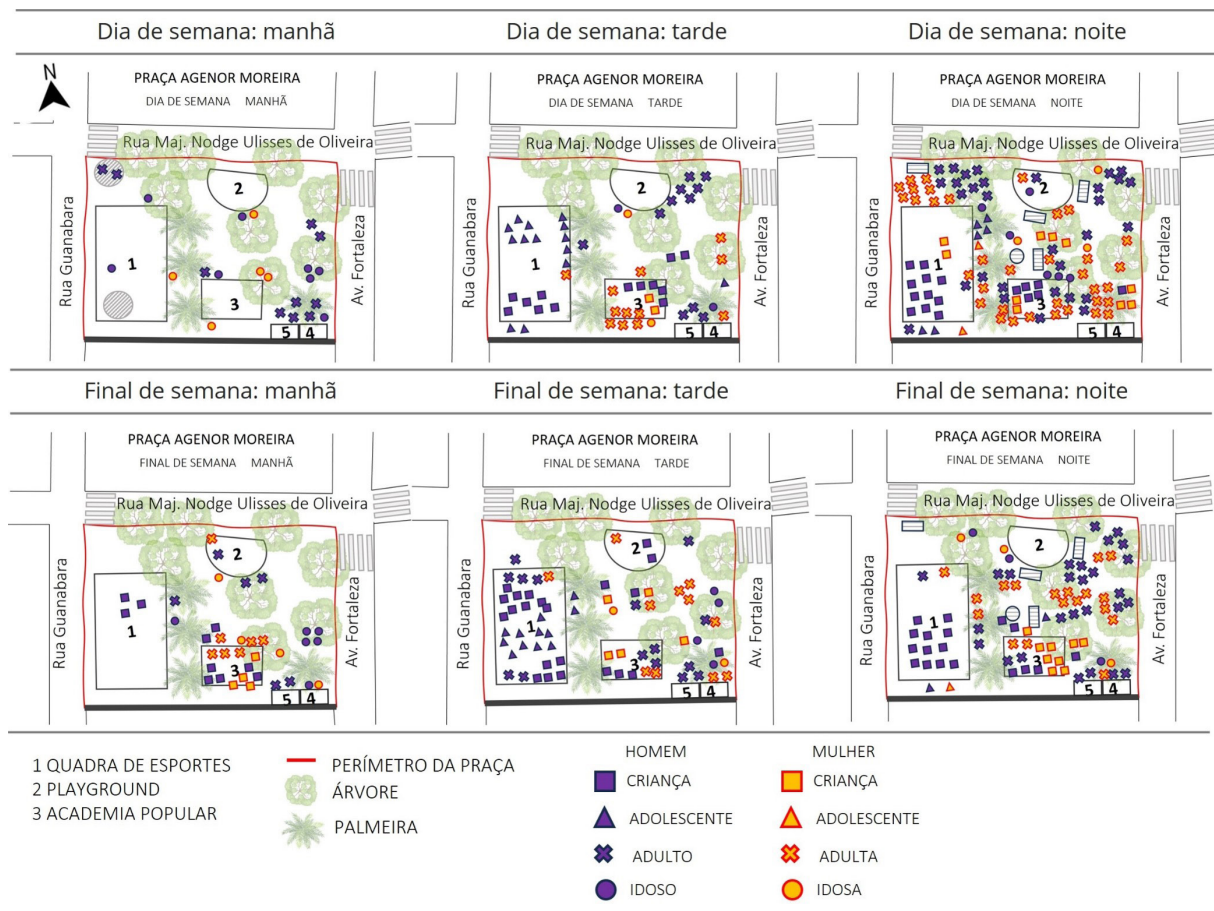 Dia de semana: manhã
Dia de semana: tarde
Dia de semana: noite
N
PRAÇA AGENOR MOREIRA
DIA DE SEMANA MANHÃ
Rua Maj. Nodge Ulisses de Oliveira
Rua Guanabara
Av. Fortaleza
1
2
3
5 4
PRAÇA AGENOR MOREIRA
DIA DE SEMANA TARDE
Rua Maj. Nodge Ulisses de Oliveira
Rua Guanabara
Av. Fortaleza
1
2
3
5 4
PRAÇA AGENOR MOREIRA
DIA DE SEMANA NOITE
Rua Maj. Nodge Ulisses de Oliveira
Rua Guanabara
Av. Fortaleza
1
2
3
5 4
Final de semana: manhã
Final de semana: tarde
Final de semana: noite
PRAÇA AGENOR MOREIRA
FINAL DE SEMANA MANHÃ
Rua Maj. Nodge Ulisses de Oliveira
Rua Guanabara
Av. Fortaleza
1
2
3
5 4
PRAÇA AGENOR MOREIRA
FINAL DE SEMANA TARDE
Rua Maj. Nodge Ulisses de Oliveira
Rua Guanabara
Av. Fortaleza
1
2
3
5 4
PRAÇA AGENOR MOREIRA
FINAL DE SEMANA NOITE
Rua Maj. Nodge Ulisses de Oliveira
Rua Guanabara
Av. Fortaleza
1
2
3
5 4
1 QUADRA DE ESPORTES
2 PLAYGROUND
3 ACADEMIA POPULAR
PERÍMETRO DA PRAÇA
ÁRVORE
PALMEIRA
HOMEM
CRIANÇA
ADOLESCENTE
ADULTO
IDOSO
MULHER
CRIANÇA
ADOLESCENTE
ADULTA
IDOSA